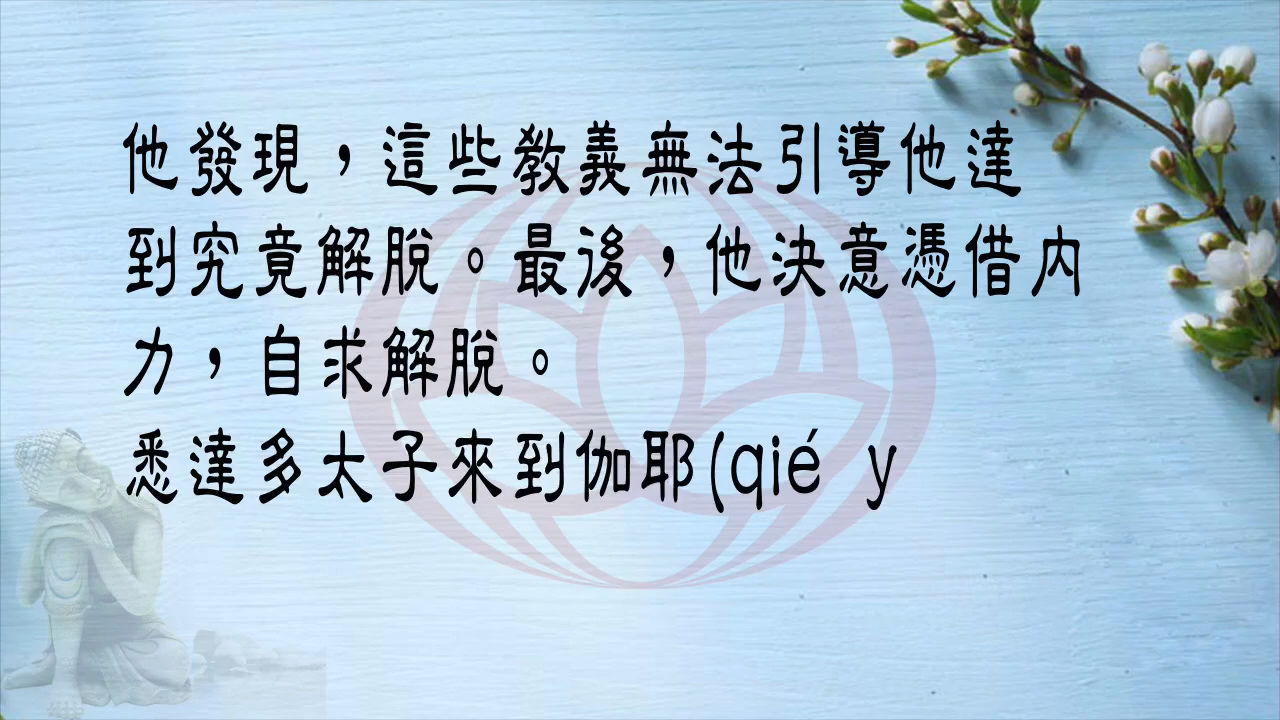 他發現，這些教義無法引導他達
到究竟解脫。最後，他決意憑借内
力，自求解脫。
悉達多太子來到伽耶(qié y